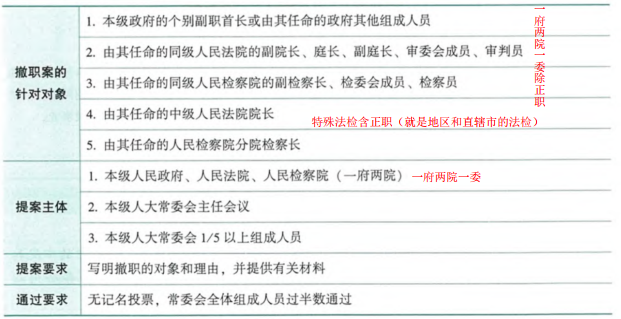 撤职案的
针对对象
1. 本级政府的个别副职首长或由其任命的政府其他组成人员
2. 由其任命的同级人民法院的副院长、庭长、副庭长、审委会成员、审判员
3. 由其任命的同级人民检察院的副检察长、检委会成员、检察员
4. 由其任命的中级人民法院院长
5. 由其任命的人民检察院分院检察长
一府两院一委除正职
特殊法检含正职（就是地区和直辖市的法检）
提案主体
1. 本级人民政府、人民法院、人民检察院（一府两院） 一府两院一委
2. 本级人大常委会主任会议
3. 本级人大常委会 1/5 以上组成人员
提案要求
写明撤职的对象和理由，并提供有关材料
通过要求
无记名投票，常委会全体组成人员过半数通过